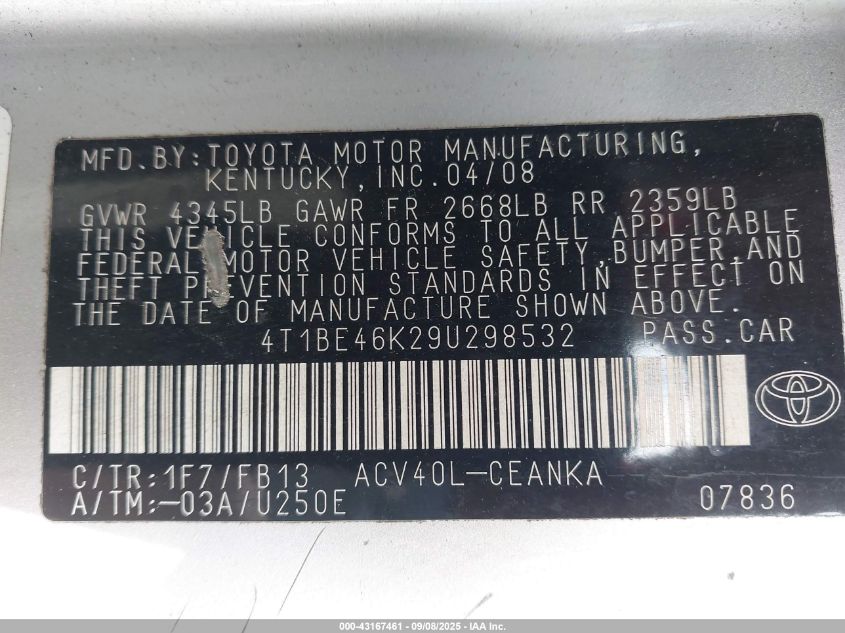 MFD.BY:TOYOTA MOTOR MANUFACTURING,
KENTUCKY,INC.04/08
GVWR 4345LB GAWR FR 2668LB RR 2359LB
THIS VEHICLE CONFORMS TO ALL APPLICABLE
FEDERAL MOTOR VEHICLE SAFETY,BUMPER,AND
THEFT PREVENTION STANDARDS IN EFFECT ON
THE DATE OF MANUFACTURE SHOWN ABOVE.
4T1BE46K29U298532 PASS.CAR
C/TR:1F7/FB13 ACV40L-CEANKA
A/TM:-03A/U250E 07836
000-43167461 - 09/08/2025 - IAA Inc.